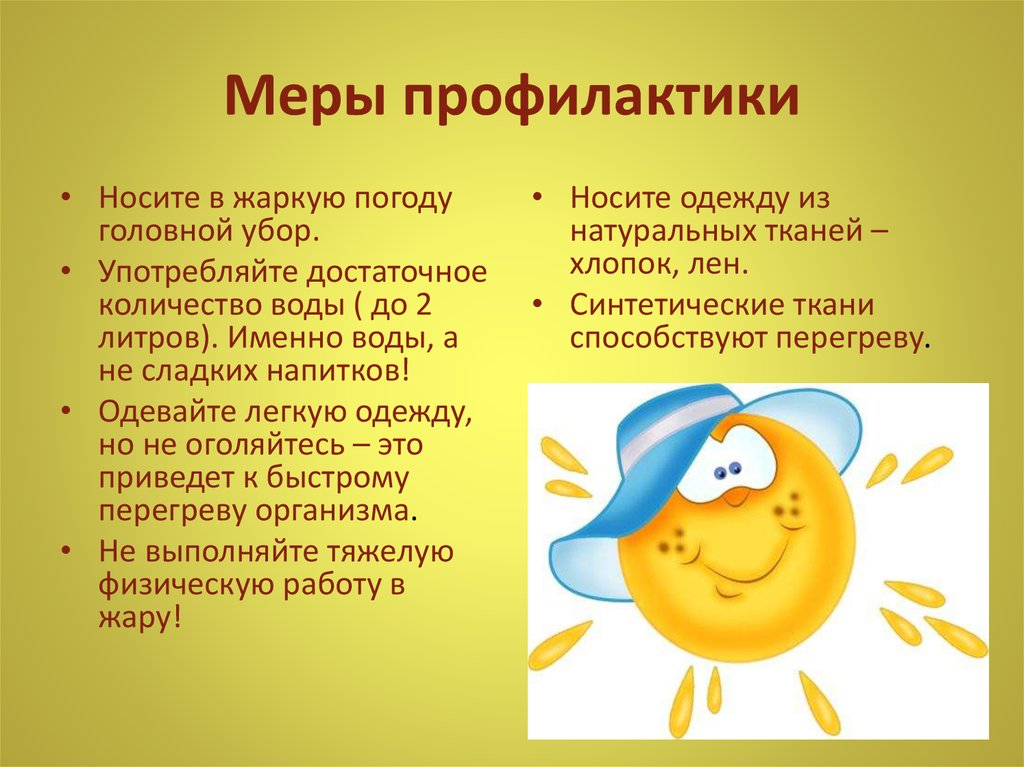 Меры профилактики
• Носите в жаркую погоду
головной убор.
• Употребляйте достаточное
количество воды ( до 2
литров). Именно воды, а
не сладких напитков!
• Одевайте легкую одежду,
но не оголяйтесь – это
приведет к быстрому
перегреву организма.
• Не выполняйте тяжелую
физическую работу в
жару!
• Носите одежду из
натуральных тканей –
хлопок, лен.
• Синтетические ткани
способствуют перегреву.